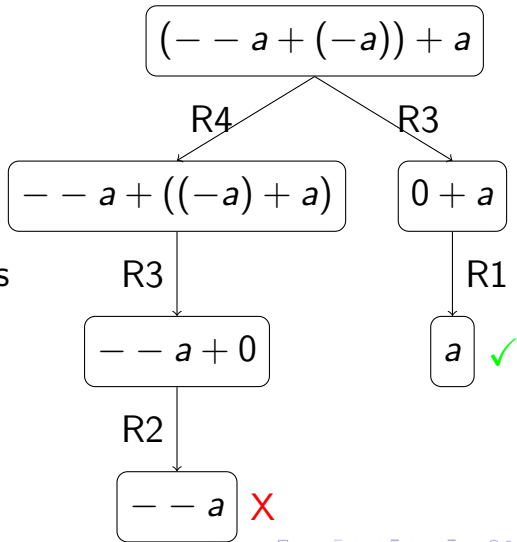 (− − a + (−a)) + a
R4 R3
− − a + ((−a) + a) 0 + a
s R3 R1
− − a + 0 a ✓
R2
− − a X